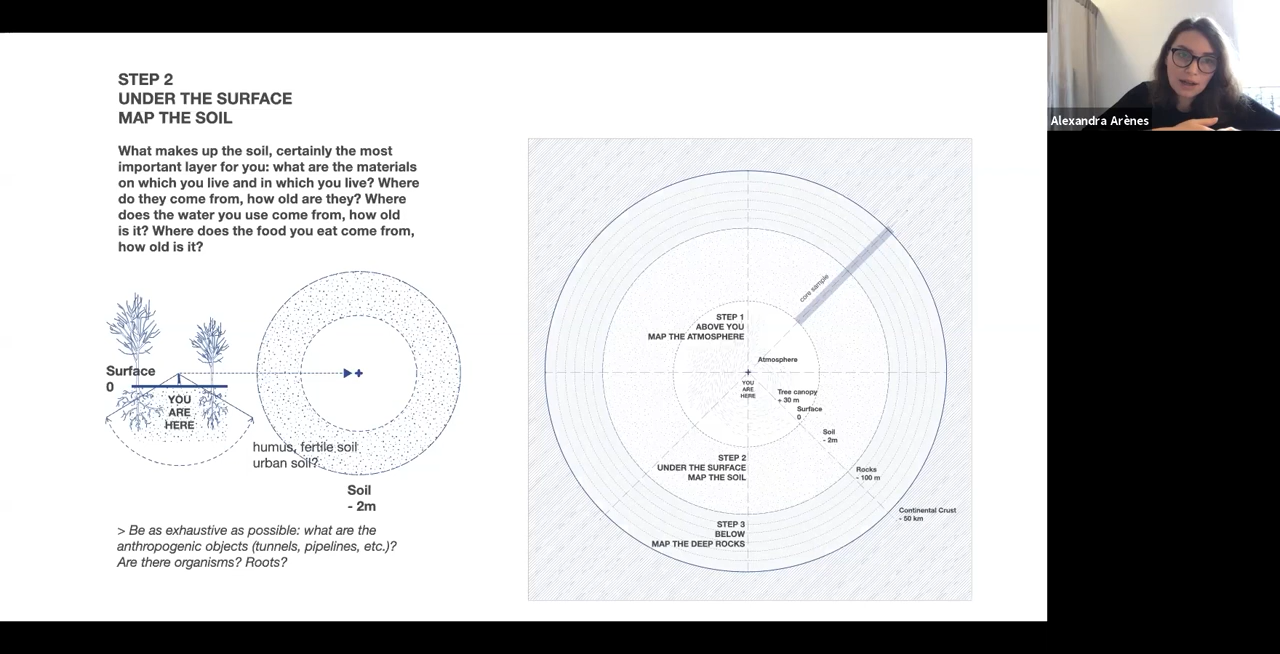 STEP 2
UNDER THE SURFACE
MAP THE SOIL
What makes up the soil, certainly the most
important layer for you: what are the materials
on which you live and in which you live? Where
do they come from, how old are they? Where
does the water you use come from, how old
is it? Where does the food you eat come from,
how old is it?
Surface
0
YOU
ARE
HERE
humus, fertile soil
urban soil?
Soil
- 2m
> Be as exhaustive as possible: what are the
anthropogenic objects (tunnels, pipelines, etc.)?
Are there organisms? Roots?
core sample
STEP 1
ABOVE YOU
MAP THE ATMOSPHERE
Atmosphere
YOU
ARE
HERE
Tree canopy
+ 30 m
Surface
0
Soil
- 2m
STEP 2
UNDER THE SURFACE
MAP THE SOIL
Rocks
- 100 m
Continental Crust
- 50 km
STEP 3
BELOW
MAP THE DEEP ROCKS
Alexandra Arènes